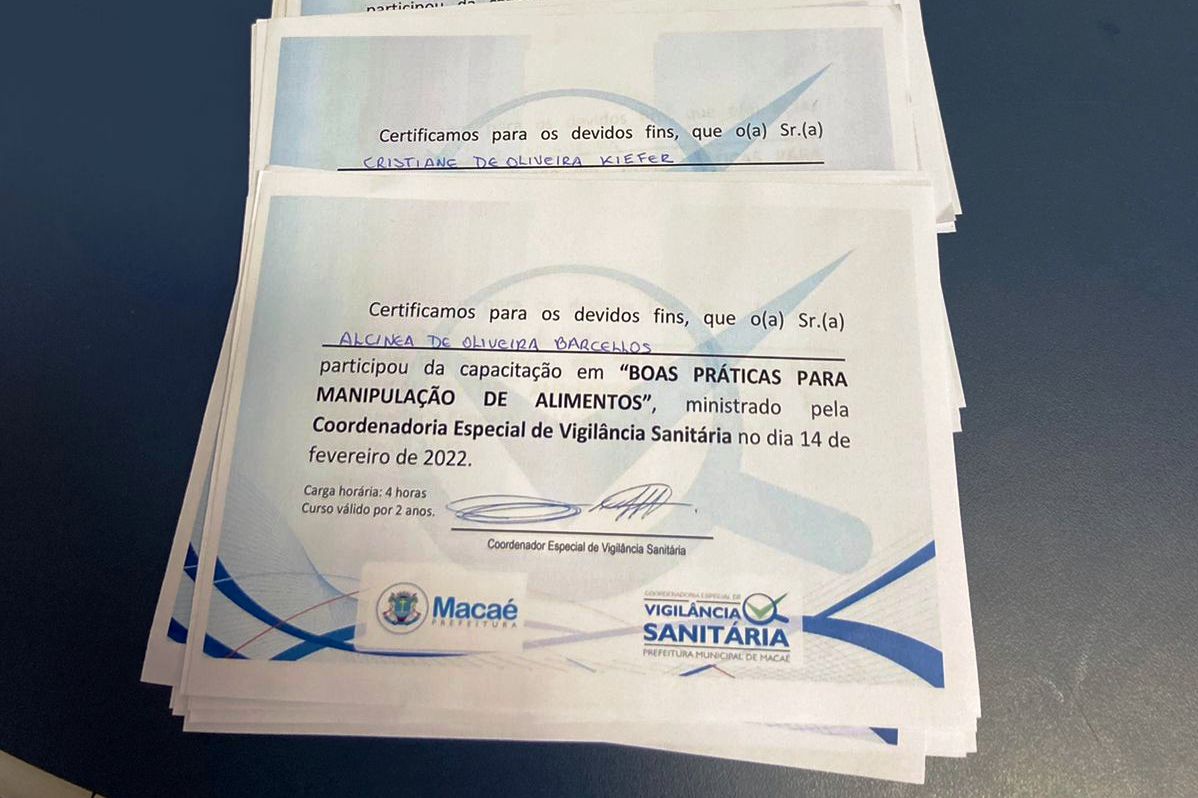 participou da
Certificamos para os devidos fins, que o(a) Sr.(a)
CRISTIANE DE OLIVEIRA KIEFER
Certificamos para os devidos fins, que o(a) Sr.(a)
ALCINEA DE OLIVEIRA BARCELLOS
participou da capacitação em “BOAS PRÁTICAS PARA
MANIPULAÇÃO DE ALIMENTOS”, ministrado pela
Coordenadoria Especial de Vigilância Sanitária no dia 14 de
fevereiro de 2022.
Carga horária: 4 horas
Curso válido por 2 anos.
Coordenador Especial de Vigilância Sanitária
Macaé
PREFEITURA
COORDENADORIA ESPECIAL DE
VIGILÂNCIA
SANITÁRIA
PREFEITURA MUNICIPAL DE MACAÉ